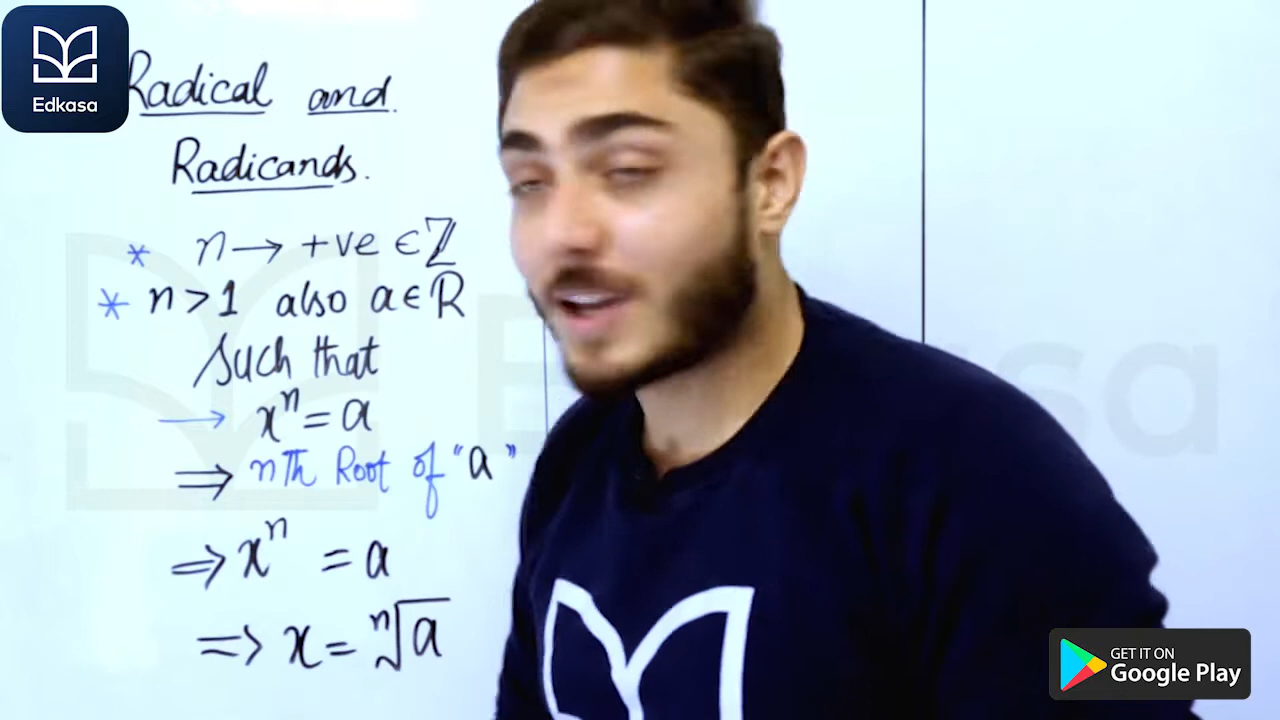 Edkasa
Radical and.
Radicands.
* n → +ve ∈ ℤ
* n > 1 also a ∈ ℝ
such that
→ xⁿ = a
⇒ nth Root of "a"
⇒ xⁿ = a
⇒ x = ⁿ√a
GET IT ON
Google Play